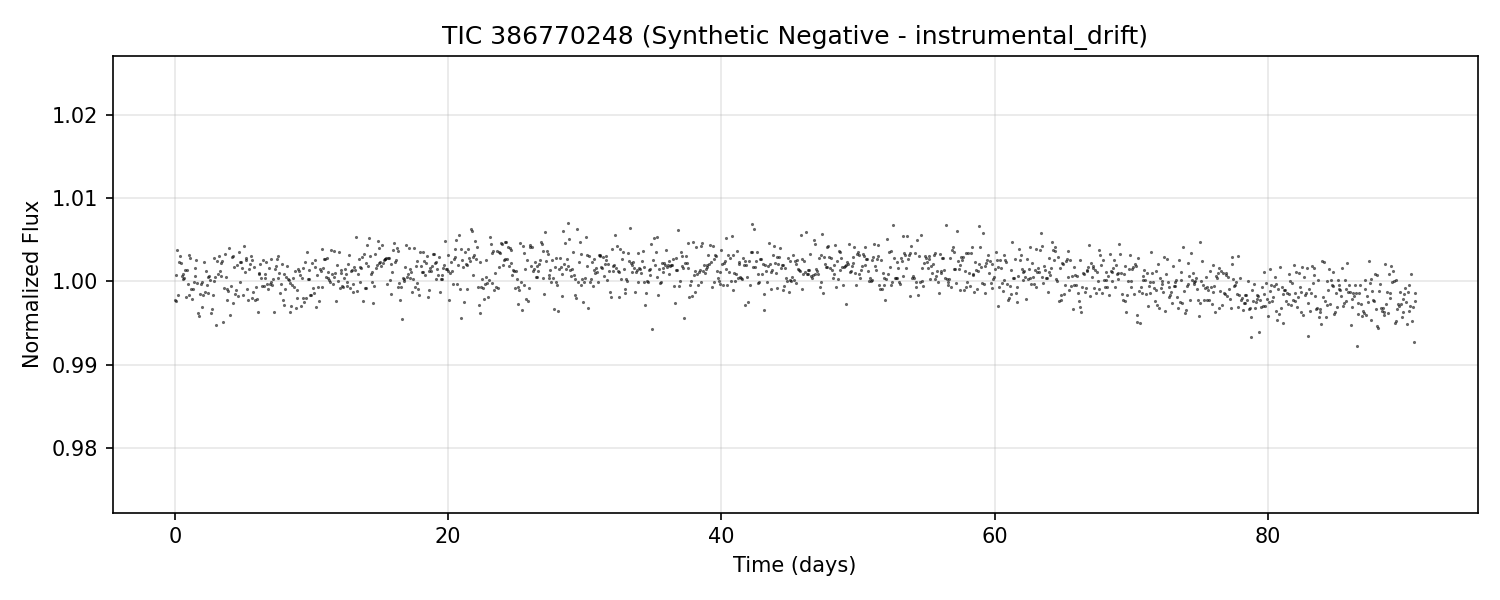 TIC 386770248 (Synthetic Negative - instrumental_drift)
Normalized Flux
1.02
1.01
1.00
0.99
0.98
0 20 40 60 80
Time (days)